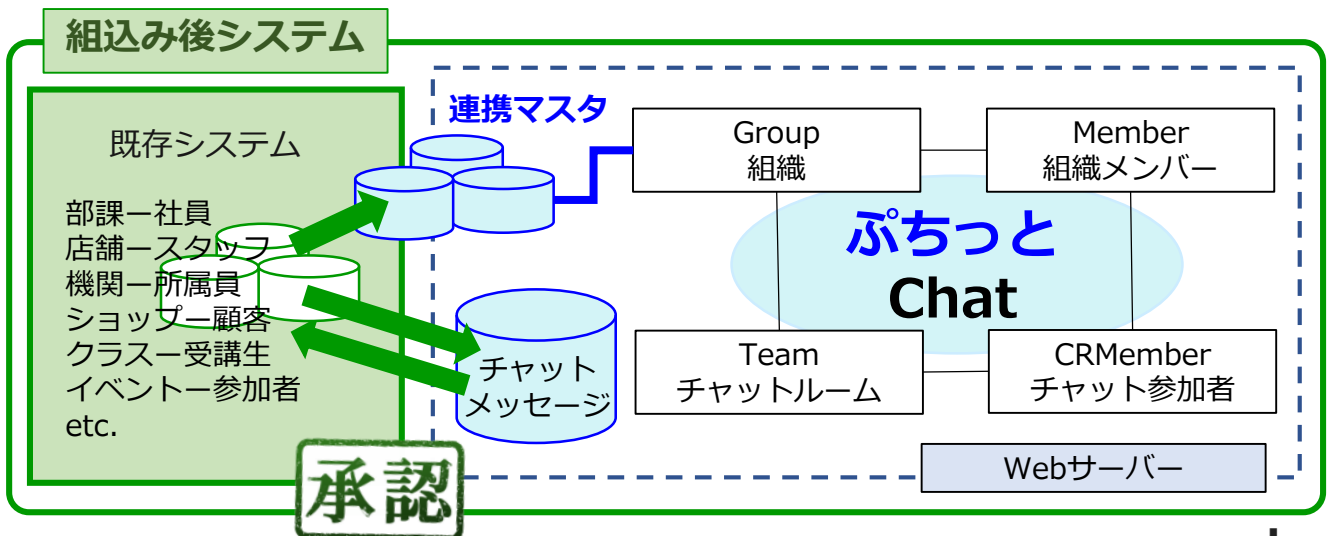 組込み後システム
既存システム
部課ー社員
店舗ースタッフ
機関ー所属員
ショップー顧客
クラスー受講生
イベントー参加者
etc.
承認
連携マスタ
チャット
メッセージ
Group
組織
Member
組織メンバー
ぷちっと
Chat
Team
チャットルーム
CRMember
チャット参加者
Webサーバー